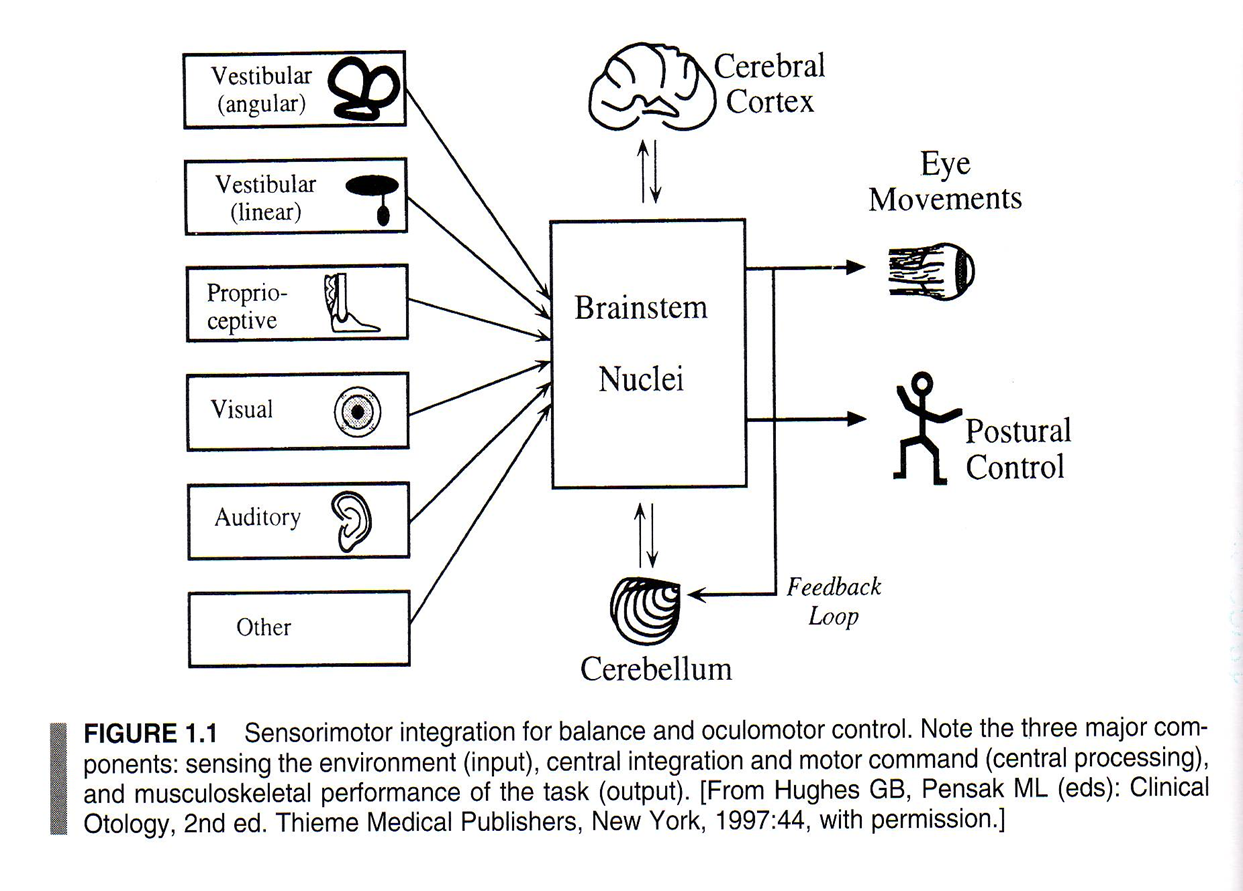 Vestibular
(angular)
Vestibular
(linear)
Proprio-
ceptive
Visual
Auditory
Other
Cerebral
Cortex
Brainstem
Nuclei
Cerebellum
Feedback
Loop
Eye
Movements
Postural
Control
FIGURE 1.1 Sensorimotor integration for balance and oculomotor control. Note the three major com-
ponents: sensing the environment (input), central integration and motor command (central processing),
and musculoskeletal performance of the task (output). [From Hughes GB, Pensak ML (eds): Clinical
Otology, 2nd ed. Thieme Medical Publishers, New York, 1997:44, with permission.]